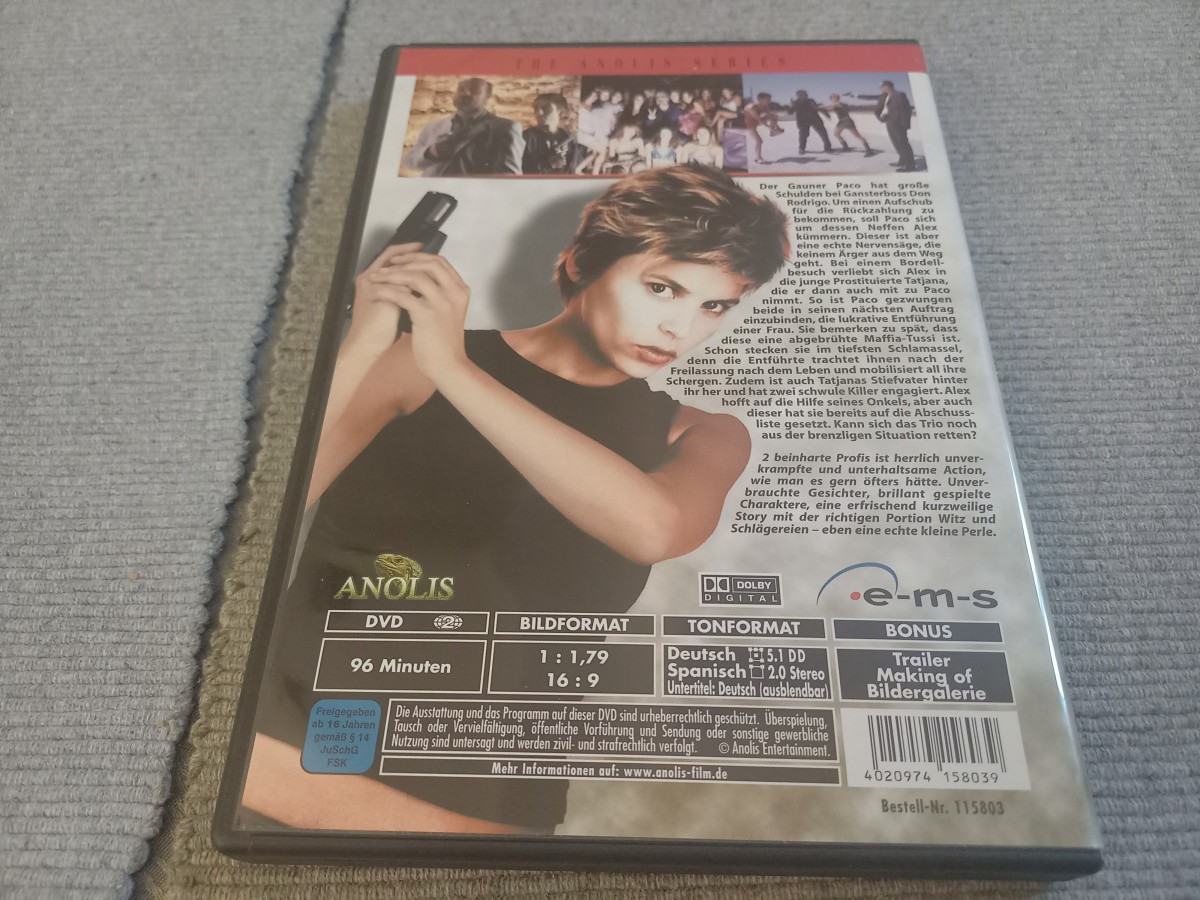 THE ANOLIS SERIES
Der Gauner Paco hat große
Schulden bei Gansterboss Don
Rodrigo. Um einen Aufschub
für die Rückzahlung zu
bekommen, soll Paco sich
um dessen Neffen Alex
kümmern. Dieser ist aber
eine echte Nervensäge, die
keinem Ärger aus dem Weg
geht. Bei einem Bordell-
besuch verliebt sich Alex in
die junge Prostituierte Tatjana,
die er dann auch mit zu Paco
nimmt. So ist Paco gezwungen
beide in seinen nächsten Auftrag
einzubinden, die lukrative Entführung
einer Frau. Sie bemerken zu spät, dass
diese eine abgebrühte Maffia-Tussi ist.
Schon stecken sie im tiefsten Schlamassel,
denn die Entführte trachtet ihnen nach der
Freilassung nach dem Leben und mobilisiert all ihre
Schergen. Zudem ist auch Tatjanas Stiefvater hinter
ihr her und hat zwei schwule Killer engagiert. Alex
hofft auf die Hilfe seines Onkels, aber auch
dieser hat sie bereits auf die Abschuss-
liste gesetzt. Kann sich das Trio noch
aus der brenzligen Situation retten?
2 beinharte Profis ist herrlich unver-
krampfte und unterhaltsame Action,
wie man es gern öfters hätte. Unver-
brauchte Gesichter, brillant gespielte
Charaktere, eine erfrischend kurzweilige
Story mit der richtigen Portion Witz und
Schlägereien – eben eine echte kleine Perle.
ANOLIS
DOLBY
DIGITAL
e-m-s
DVD 2
BILDFORMAT
TONFORMAT
BONUS
96 Minuten
1 : 1,79
16 : 9
Deutsch 5.1 DD
Spanisch 2.0 Stereo
Untertitel: Deutsch (ausblendbar)
Trailer
Making of
Bildergalerie
Freigegeben
ab 16 Jahren
gemäß § 14
JuSchG
FSK
Die Ausstattung und das Programm auf dieser DVD sind urheberrechtlich geschützt. Überspielung,
Tausch oder Vervielfältigung, öffentliche Vorführung und Sendung oder sonstige gewerbliche
Nutzung sind untersagt und werden zivil- und strafrechtlich verfolgt. © Anolis Entertainment.
Mehr Informationen auf: www.anolis-film.de
4020974 158039
Bestell-Nr. 115803